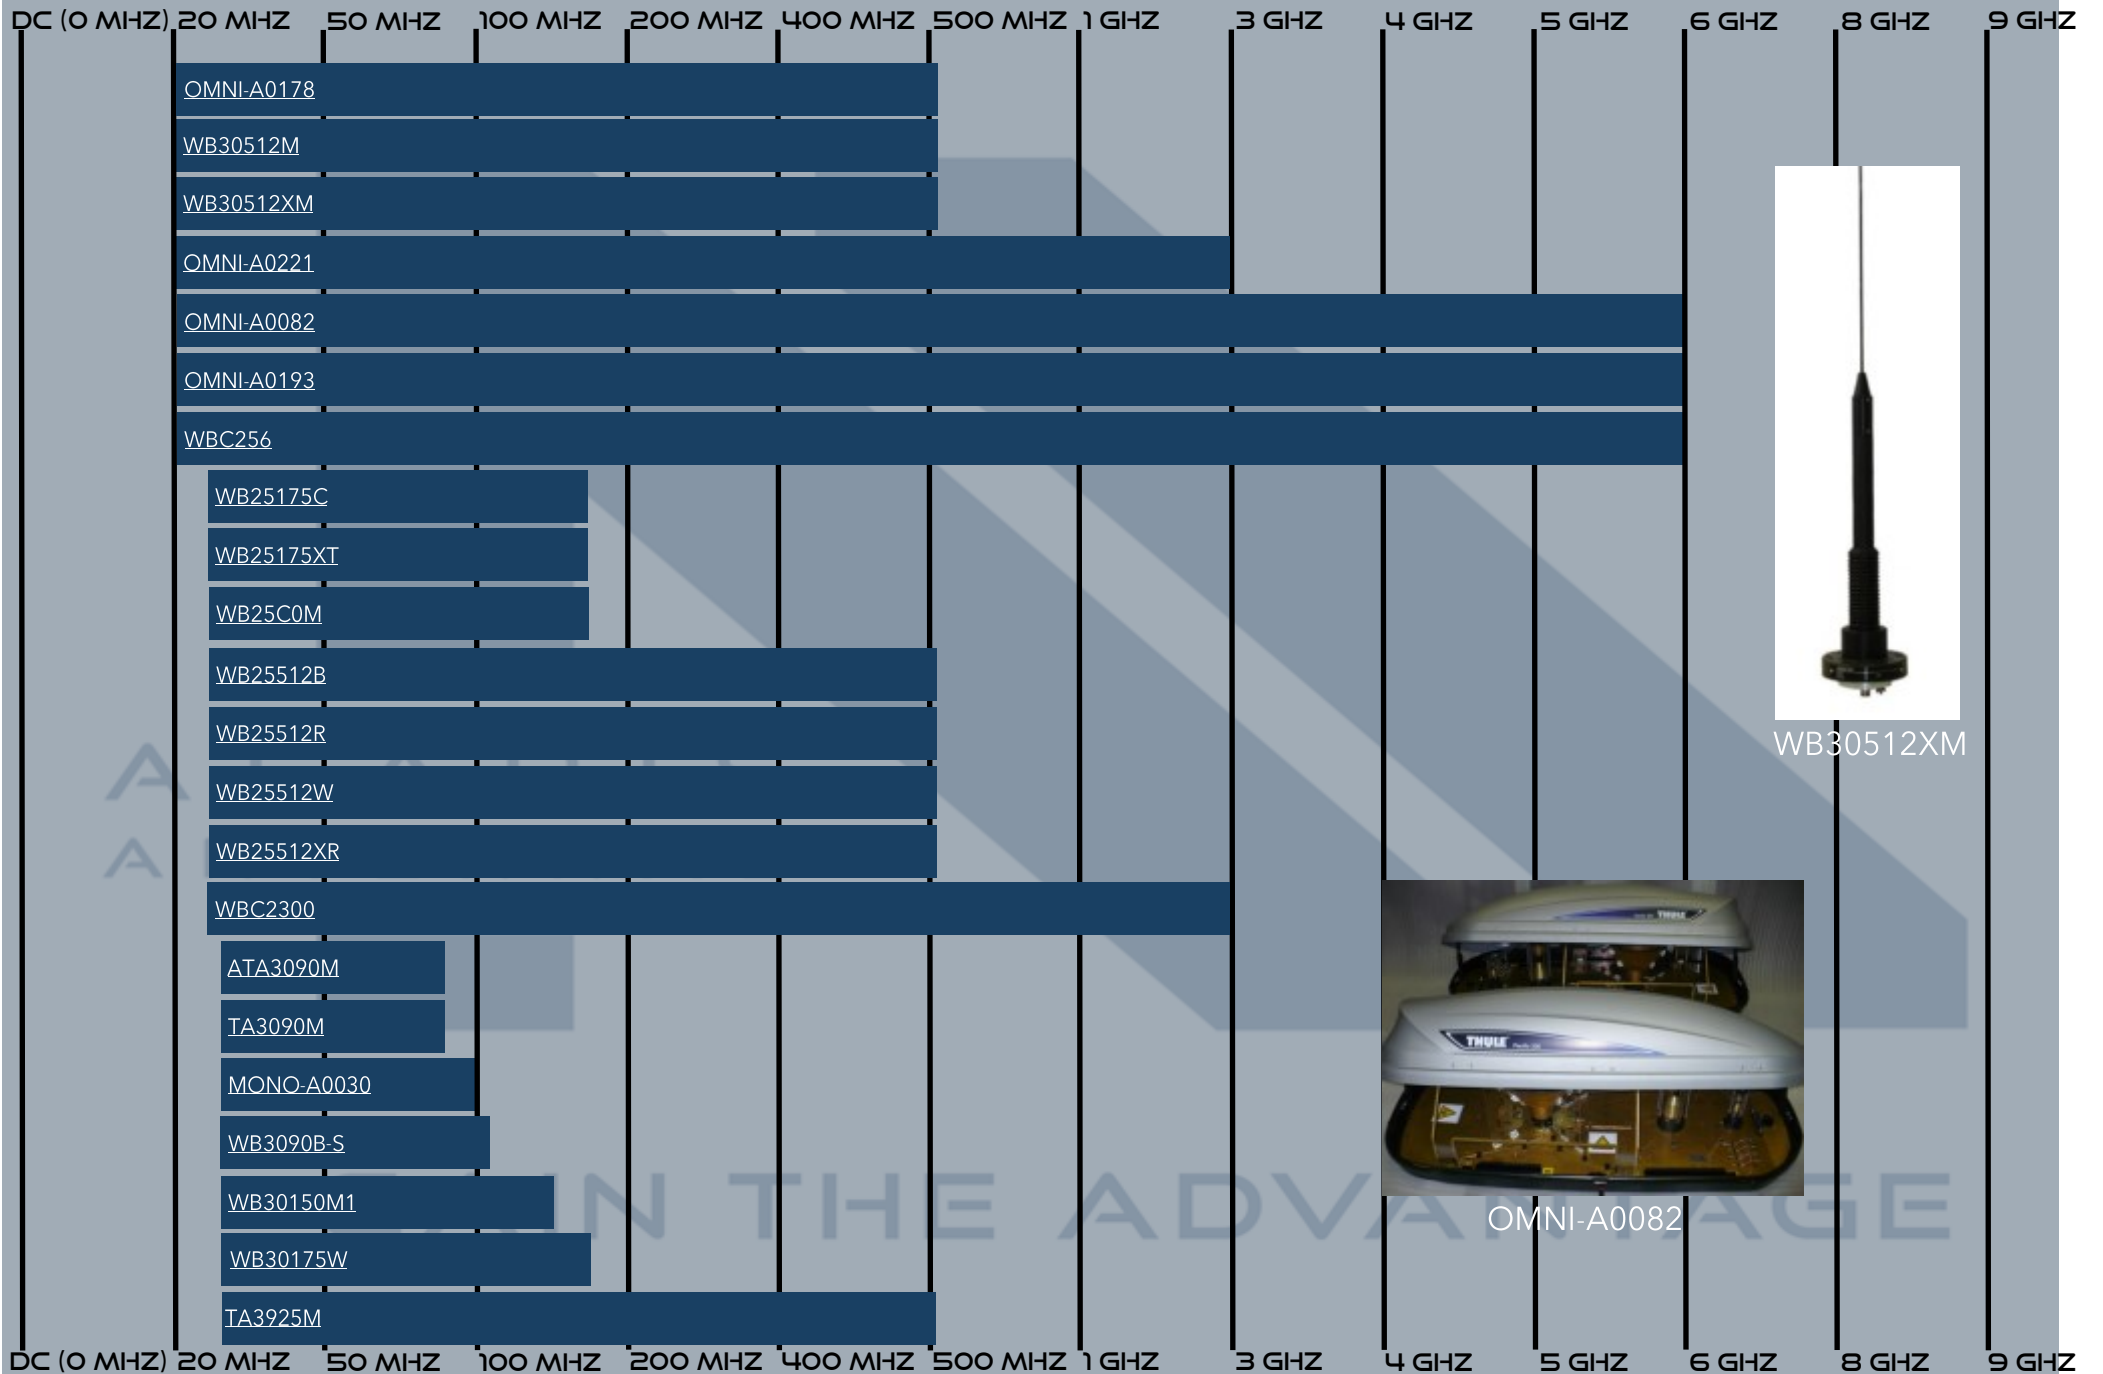 DC (0 MHZ) 20 MHZ 50 MHZ 100 MHZ 200 MHZ 400 MHZ 500 MHZ 1 GHZ 3 GHZ 4 GHZ 5 GHZ 6 GHZ 8 GHZ 9 GHZ
OMNI-A0178
WB30512M
WB30512XM
OMNI-A0221
OMNI-A0082
OMNI-A0193
WBC256
WB25175C
WB25175XT
WB25C0M
WB25512B
WB25512R
WB30512XM
WB25512W
WB25512XR
WBC2300
THULE
ATA3090M
TA3090M
THULE
MONO-A0030
WB3090B-S
WB30150M1
GAIN THE ADVANTAGE
OMNI-A0082
WB30175W
TA3925M
DC (0 MHZ) 20 MHZ 50 MHZ 100 MHZ 200 MHZ 400 MHZ 500 MHZ 1 GHZ 3 GHZ 4 GHZ 5 GHZ 6 GHZ 8 GHZ 9 GHZ